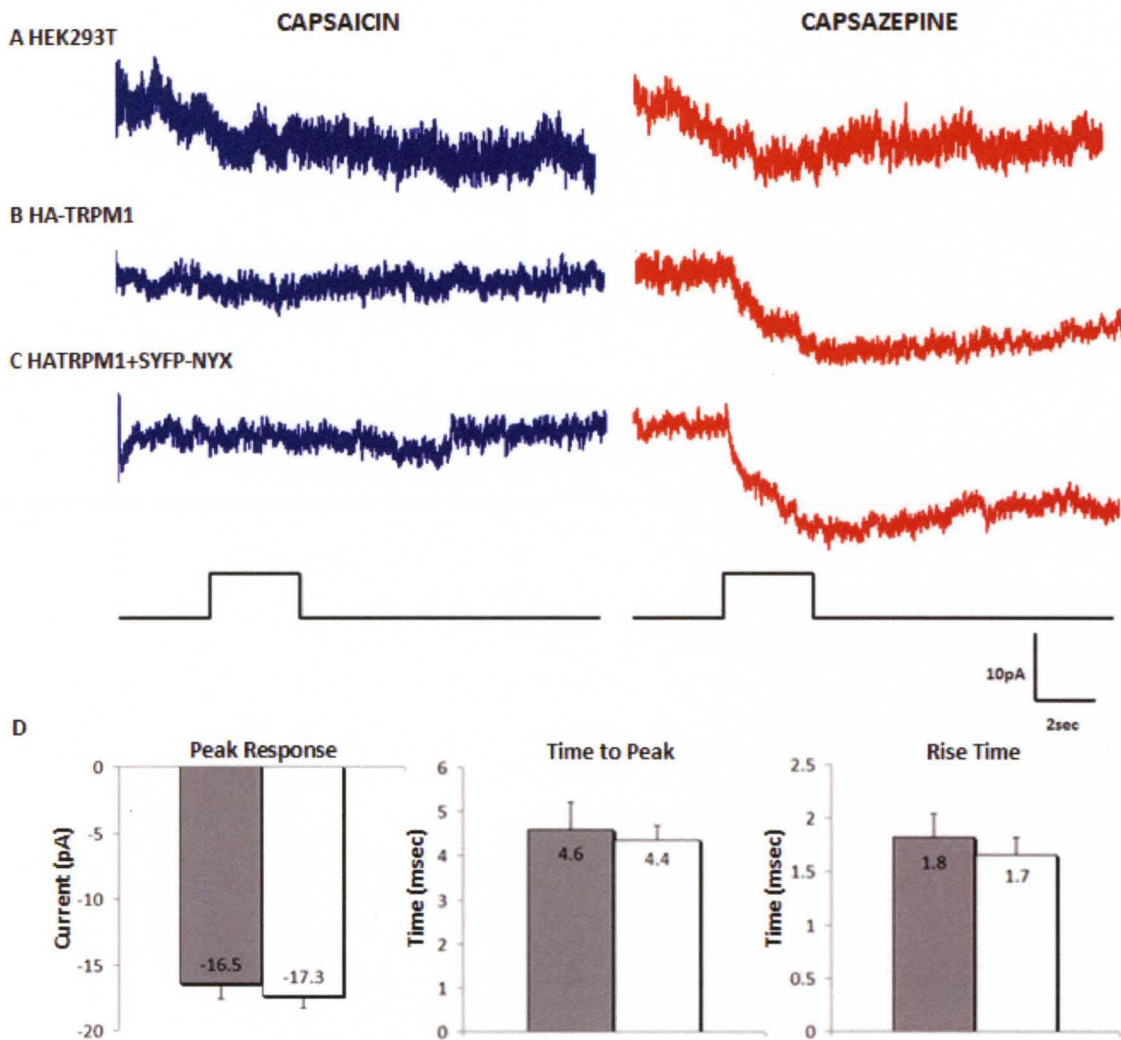 CAPSAICIN
CAPSAZEPINE
A HEK293T
B HA-TRPM1
C HATRPM1+SYFP-NYX
10pA
2sec
D
Peak Response
Time to Peak
Rise Time
Current (pA)
0
-5
-10
-15
-20
-16.5
-17.3
Time (msec)
6
5
4
3
2
1
0
4.6
4.4
Time (msec)
2.5
2
1.5
1
0.5
0
1.8
1.7